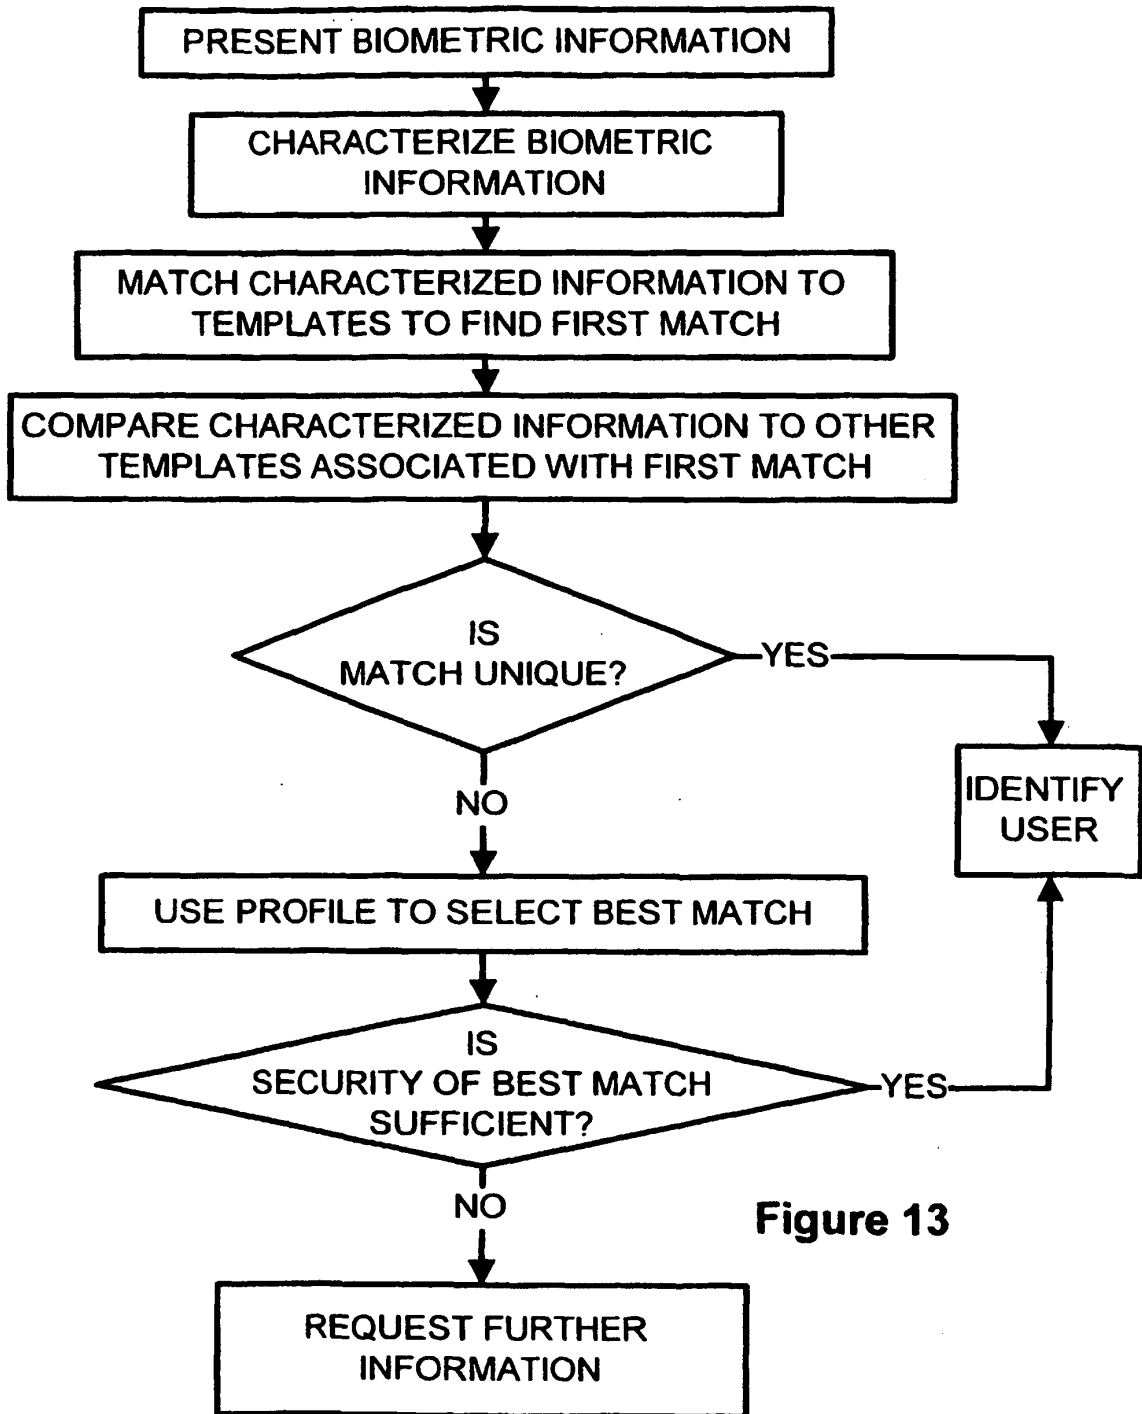 PRESENT BIOMETRIC INFORMATION
CHARACTERIZE BIOMETRIC
INFORMATION
MATCH CHARACTERIZED INFORMATION TO
TEMPLATES TO FIND FIRST MATCH
COMPARE CHARACTERIZED INFORMATION TO OTHER
TEMPLATES ASSOCIATED WITH FIRST MATCH
IS
MATCH UNIQUE?
YES
IDENTIFY
USER
NO
USE PROFILE TO SELECT BEST MATCH
IS
SECURITY OF BEST MATCH
SUFFICIENT?
YES
NO
Figure 13
REQUEST FURTHER
INFORMATION